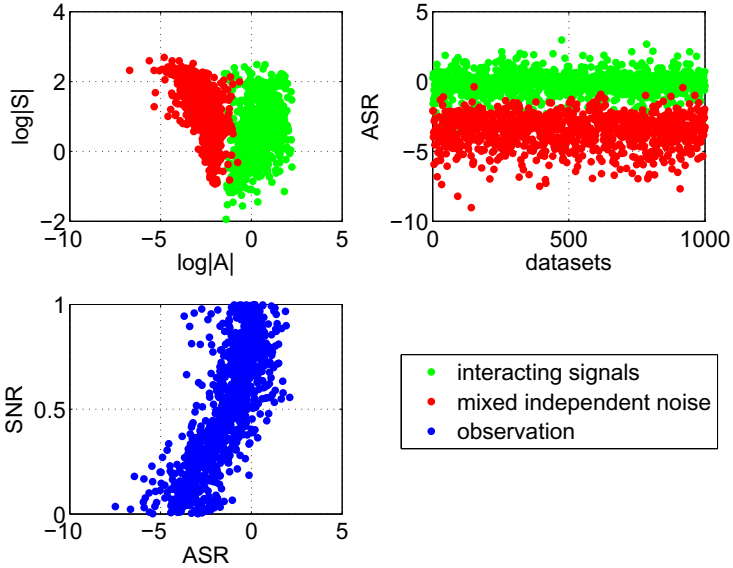 4
2
0
−2
log|S|
−10
−5
0
5
log|A|
5
0
−5
−10
ASR
0
500
1000
datasets
1
0.5
0
SNR
−10
−5
0
5
ASR
interacting signals
mixed independent noise
observation